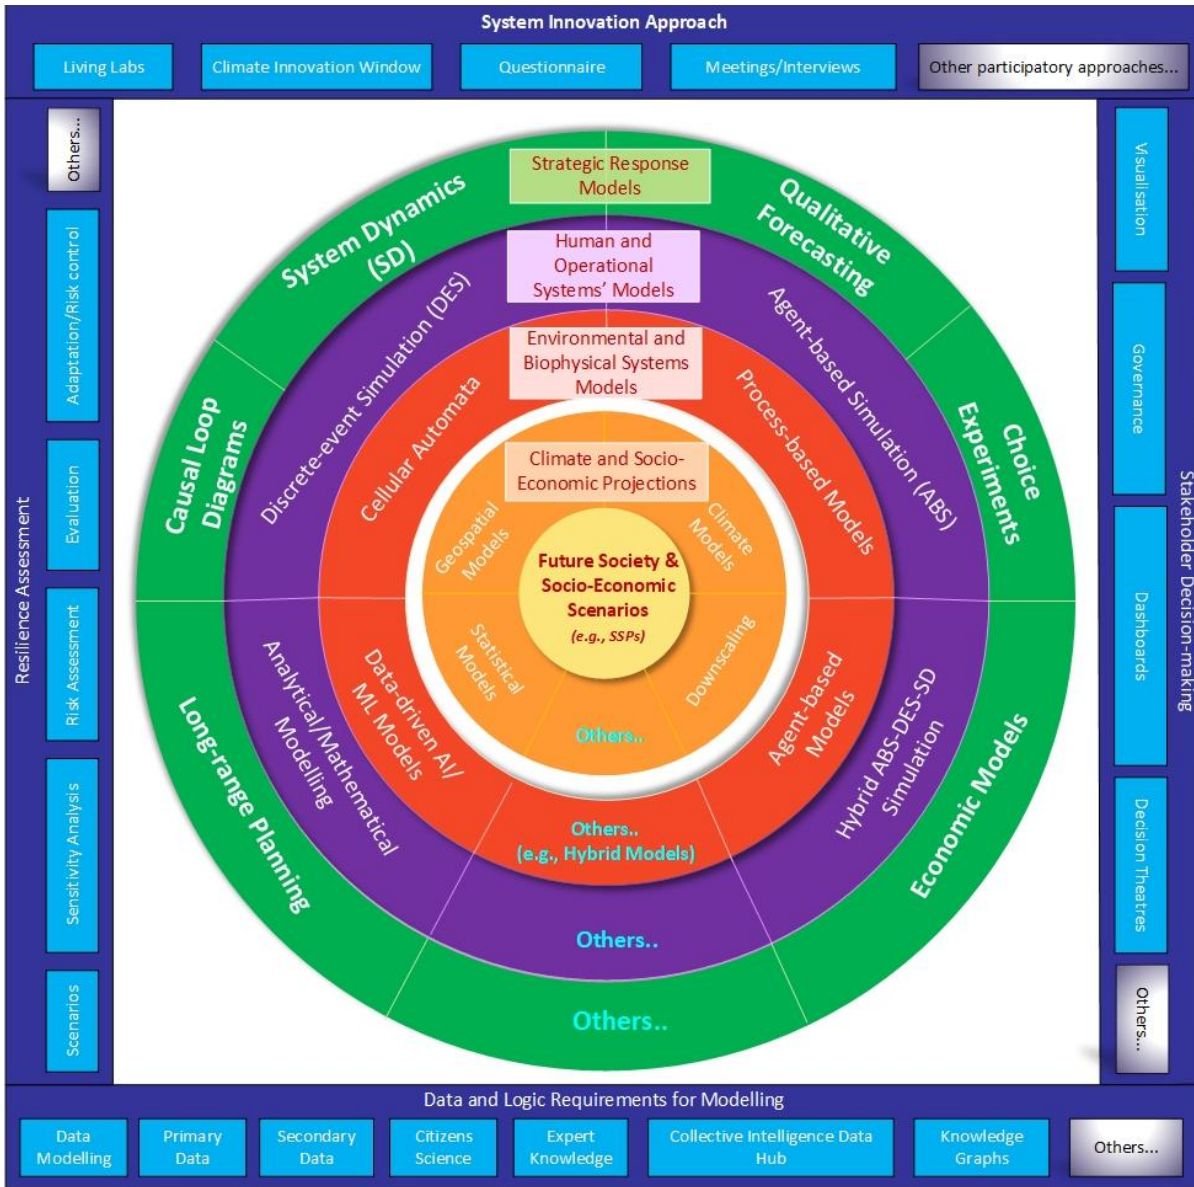 System Innovation Approach
Living Labs
Climate Innovation Window
Questionnaire
Meetings/Interviews
Other participatory approaches...
Resilience Assessment
Others...
Adaptation/Risk control
Evaluation
Risk Assessment
Sensitivity Analysis
Scenarios
Strategic Response
Models
System Dynamics
(SD)
Qualitative
Forecasting
Causal Loop
Diagrams
Choice
Experiments
Long-range Planning
Economic Models
Others..
Human and
Operational
Systems' Models
Discrete-event Simulation (DES)
Agent-based Simulation (ABS)
Analytical/Mathematical
Modelling
Hybrid ABS-DES-SD
Simulation
Others..
Environmental and
Biophysical Systems
Models
Cellular Automata
Process-based Models
Data-driven AI/
ML Models
Agent-based
Models
Others..
(e.g., Hybrid Models)
Climate and Socio-
Economic Projections
Geospatial
Models
Climate
Models
Statistical
Models
Downscaling
Others..
Future Society &
Socio-Economic
Scenarios
(e.g., SSPs)
Stakeholder Decision-making
Visualisation
Governance
Dashboards
Decision Theatres
Others...
Data and Logic Requirements for Modelling
Data
Modelling
Primary
Data
Secondary
Data
Citizens
Science
Expert
Knowledge
Collective Intelligence Data
Hub
Knowledge
Graphs
Others...